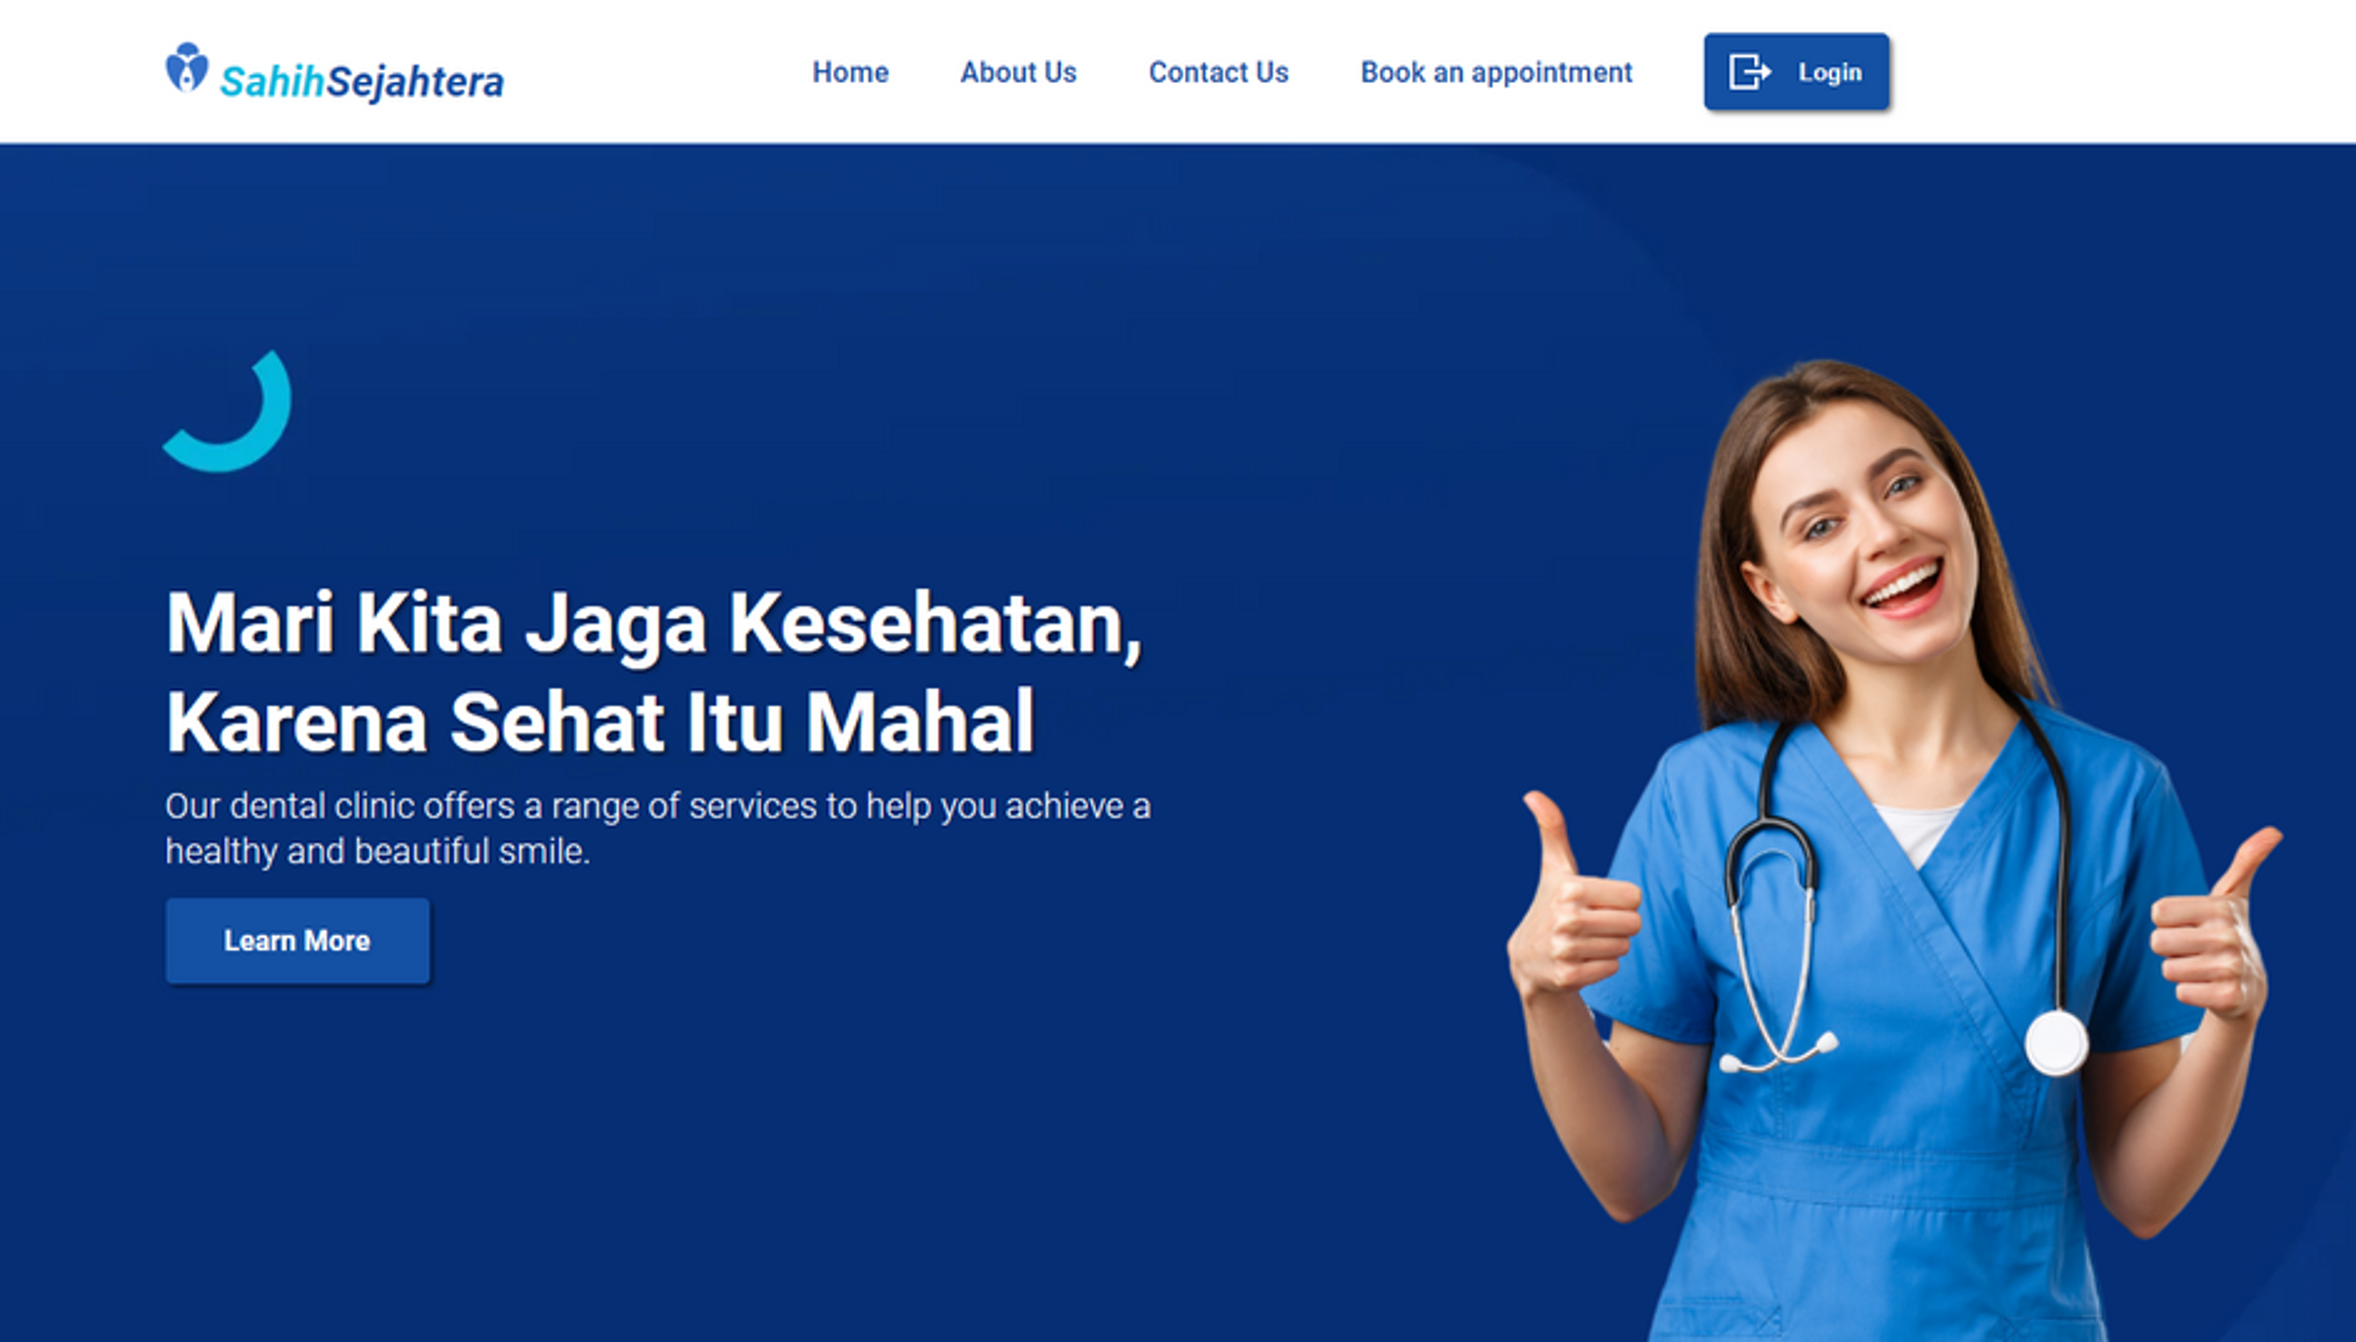 SahihSejahtera
Home
About Us
Contact Us
Book an appointment
Login
Mari Kita Jaga Kesehatan,
Karena Sehat Itu Mahal
Our dental clinic offers a range of services to help you achieve a
healthy and beautiful smile.
Learn More